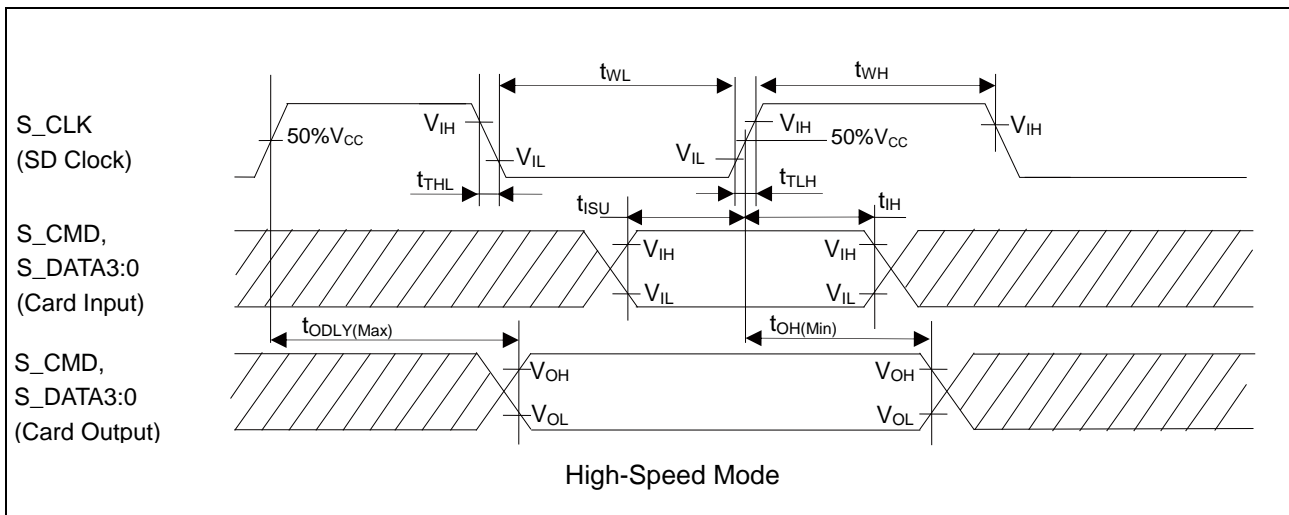 tWL tWH
S_CLK
(SD Clock)
50%VCC VIH VIL VIL VIH 50%VCC VIH
tTHL tTLH
tISU tIH
S_CMD,
S_DATA3:0
(Card Input)
VIH VIH
VIL VIL
tODLY(Max) tOH(Min)
S_CMD,
S_DATA3:0
(Card Output)
VOH VOH
VOL VOL
High-Speed Mode